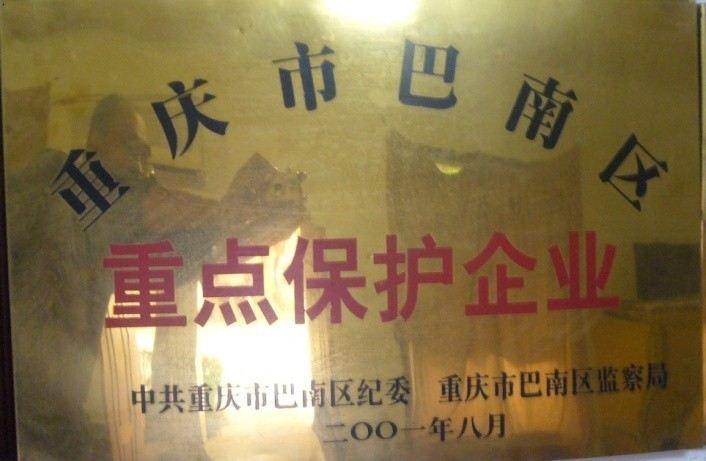 重庆市巴南区
重点保护企业
中共重庆市巴南区纪委 重庆市巴南区监察局
二〇〇一年八月